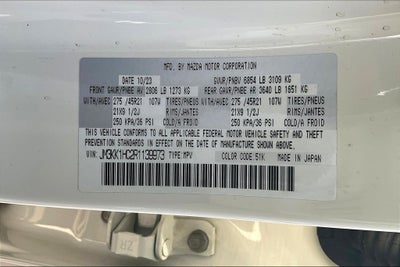 MFD. BY MAZDA MOTOR CORPORATION
DATE 10/23 GVWR/PNBV 6854 LB 3109 KG
FRONT GAWR/PNBE AV 2806 LB 1273 KG REAR GAWR/PNBE AR 3640 LB 1651 KG
WITH/AVEC 275 /45R21 107W TIRES/PNEUS WITH/AVEC 275 /45R21 107W TIRES/PNEUS
21X9 1/2J RIMS/JANTES 21X9 1/2J RIMS/JANTES
250 KPA/36 PSI COLD/A FROID 250 KPA/36 PSI COLD/A FROID
THIS VEHICLE CONFORMS TO ALL APPLICABLE FEDERAL MOTOR VEHICLE SAFETY AND THEFT
PREVENTION STANDARDS IN EFFECT ON THE DATE OF MANUFACTURE SHOWN ABOVE.
JM3KK1HC2R1139973 TYPE:MPV COLOR CODE:51K MADE IN JAPAN
ZR